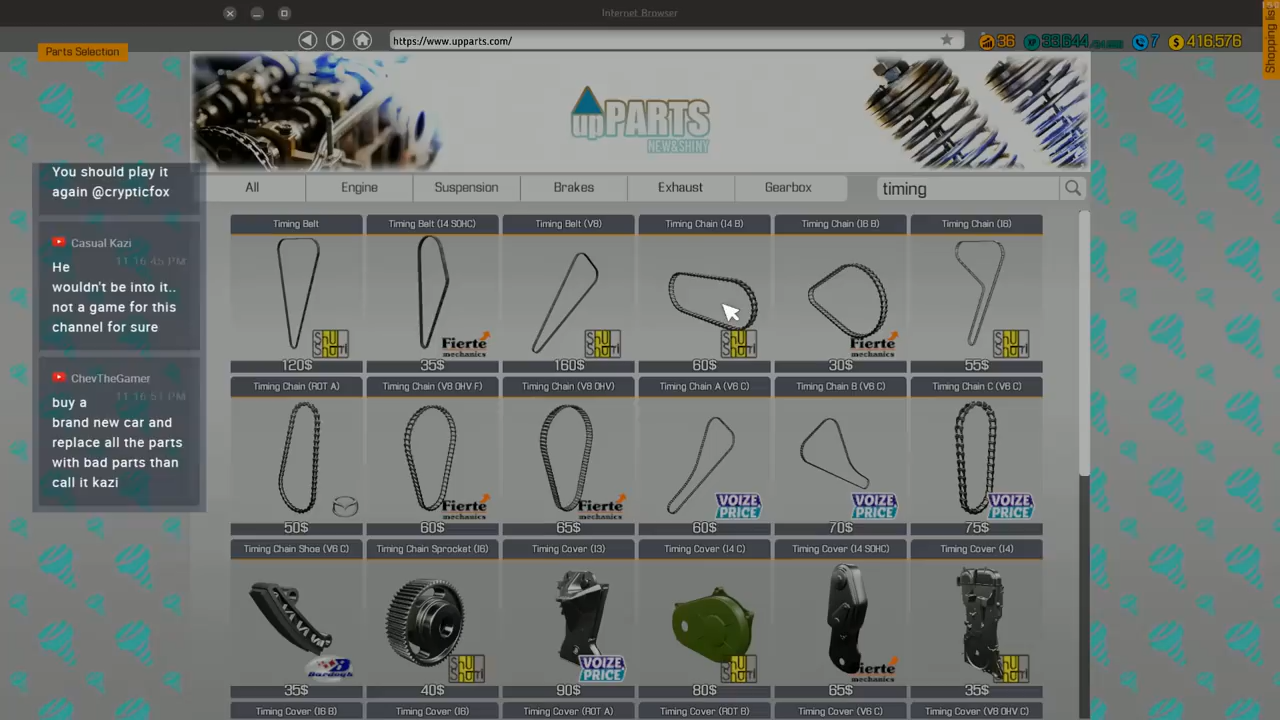 Internet Browser
https://www.upparts.com/
36
7
416,576
Shopping list
Parts Selection
upPARTS
NEW&SHINY
All
Engine
Suspension
Brakes
Exhaust
Gearbox
timing
You should play it
again @crypticfox
Casual Kazi
11:16:45 PM
He
wouldn't be into it..
not a game for this
channel for sure
ChevTheGamer
11:16:51 PM
buy a
brand new car and
replace all the parts
with bad parts than
call it kazi
Timing Belt
Timing Belt (I4 SOHC)
Timing Belt (V8)
Timing Chain (I4 B)
Timing Chain (I6 B)
Timing Chain (I6)
Fierte
mechanics
Fierte
mechanics
120$
35$
160$
60$
30$
55$
Timing Chain (ROT A)
Timing Chain (V8 OHV F)
Timing Chain (V8 OHV)
Timing Chain A (V6 C)
Timing Chain B (V6 C)
Timing Chain C (V6 C)
Fierte
mechanics
Fierte
mechanics
VOIZE
PRICE
VOIZE
PRICE
VOIZE
PRICE
50$
60$
65$
60$
70$
75$
Timing Chain Shoe (V6 C)
Timing Chain Sprocket (I6)
Timing Cover (I3)
Timing Cover (I4 C)
Timing Cover (I4 SOHC)
Timing Cover (I4)
VOIZE
PRICE
Fierte
mechanics
35$
40$
90$
80$
65$
35$
Timing Cover (I6 B)
Timing Cover (I6)
Timing Cover (ROT A)
Timing Cover (ROT B)
Timing Cover (V6 C)
Timing Cover (V8 OHV C)